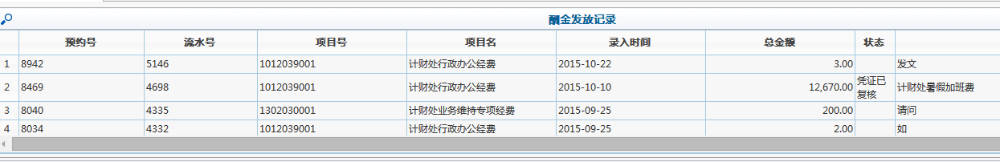 酬金发放记录
预约号 流水号 项目号 项目名 录入时间 总金额 状态
1 8942 5146 1012039001 计财处行政办公经费 2015-10-22 3.00 发文
2 8469 4698 1012039001 计财处行政办公经费 2015-10-10 12,670.00 凭证已复核 计财处暑假加班费
3 8040 4335 1302030001 计财处业务维持专项经费 2015-09-25 200.00 请问
4 8034 4332 1012039001 计财处行政办公经费 2015-09-25 2.00 如